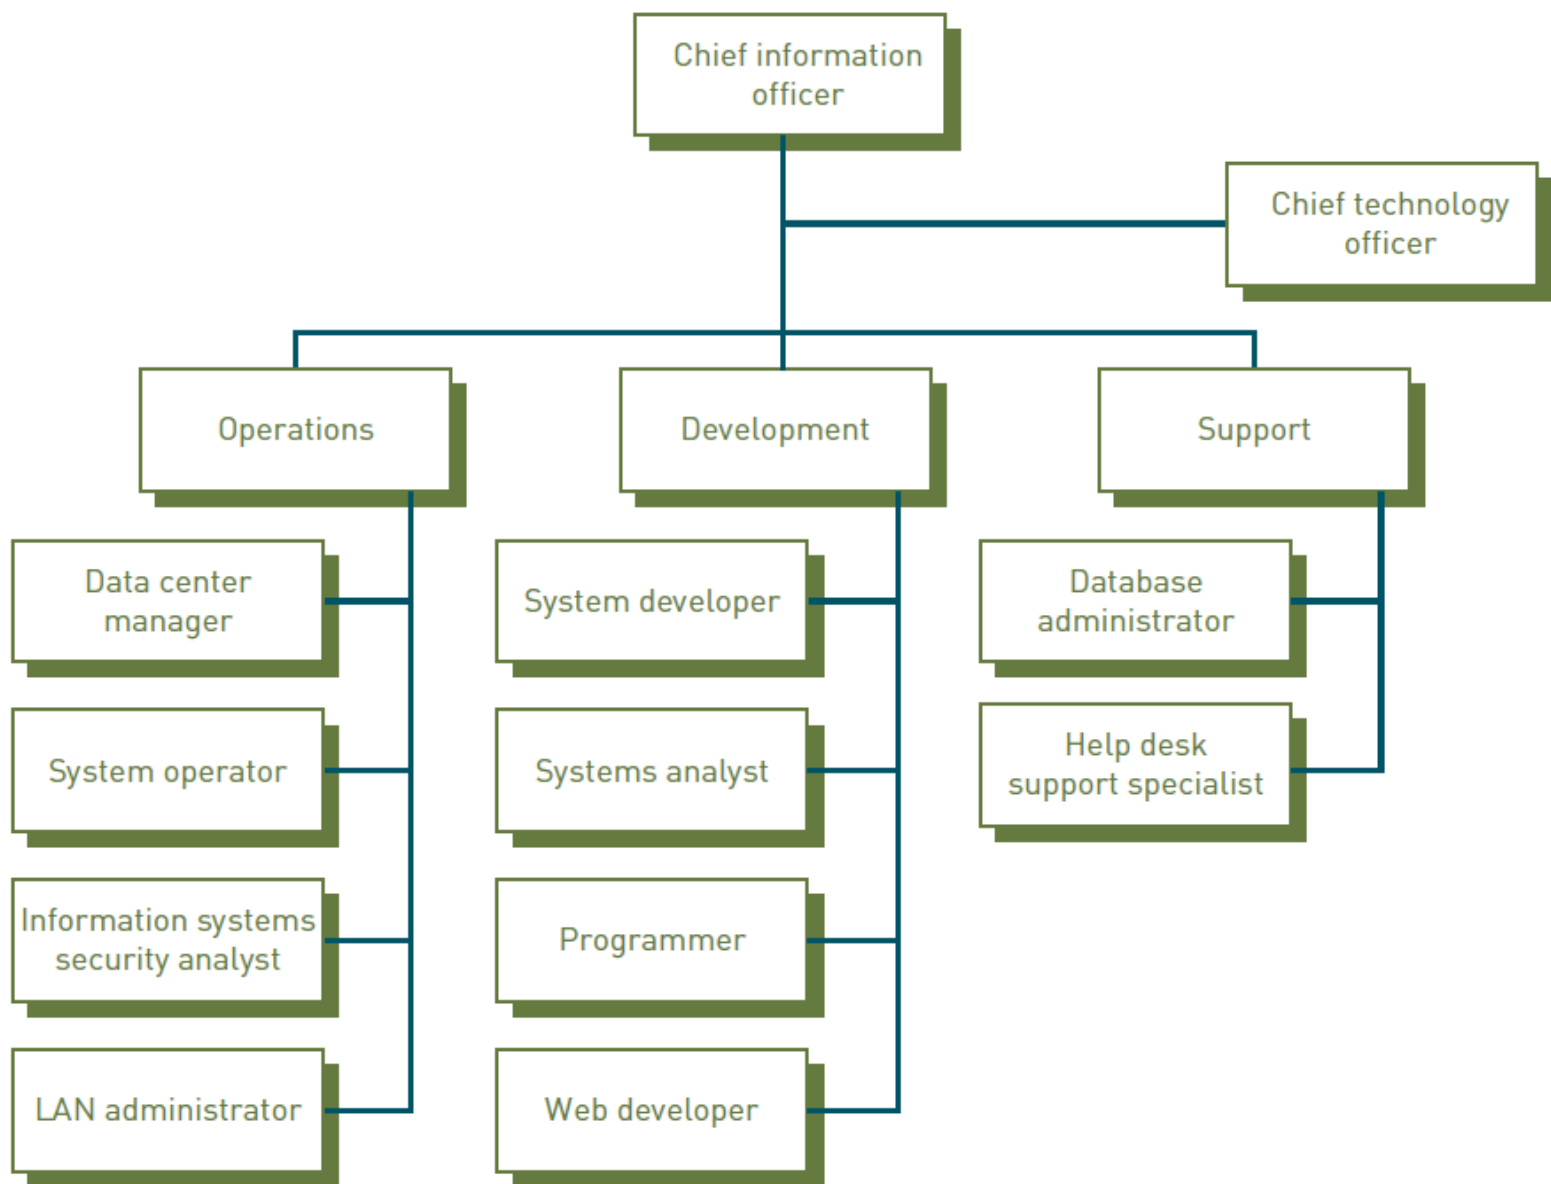 Chief information
officer
Chief technology
officer
Operations
Development
Support
Data center
manager
System operator
Information systems
security analyst
LAN administrator
System developer
Systems analyst
Programmer
Web developer
Database
administrator
Help desk
support specialist